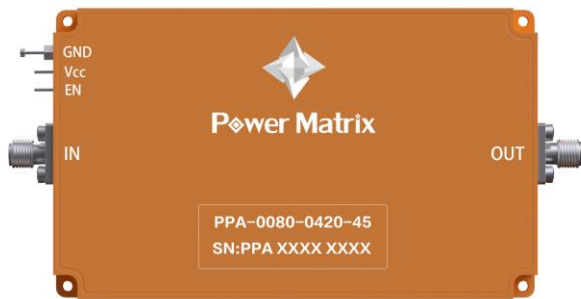 GND
Vcc
EN
Power Matrix
IN
OUT
PPA-0080-0420-45
SN:PPA XXXX XXXX